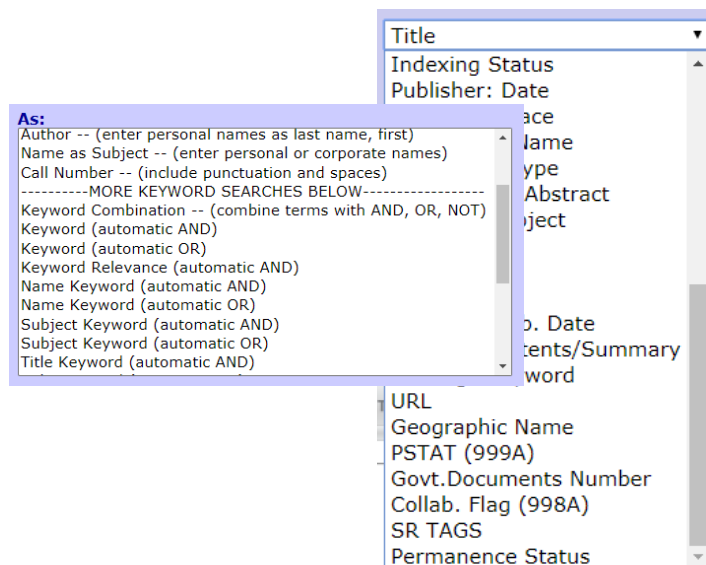 Title
Indexing Status
Publisher: Date
As:
Author -- (enter personal names as last name, first)
Name as Subject -- (enter personal or corporate names)
Call Number -- (include punctuation and spaces)
----------MORE KEYWORD SEARCHES BELOW------------------
Keyword Combination -- (combine terms with AND, OR, NOT)
Keyword (automatic AND)
Keyword (automatic OR)
Keyword Relevance (automatic AND)
Name Keyword (automatic AND)
Name Keyword (automatic OR)
Subject Keyword (automatic AND)
Subject Keyword (automatic OR)
Title Keyword (automatic AND)
Abstract
Date
/Summary
URL
Geographic Name
PSTAT (999A)
Govt.Documents Number
Collab. Flag (998A)
SR TAGS
Permanence Status